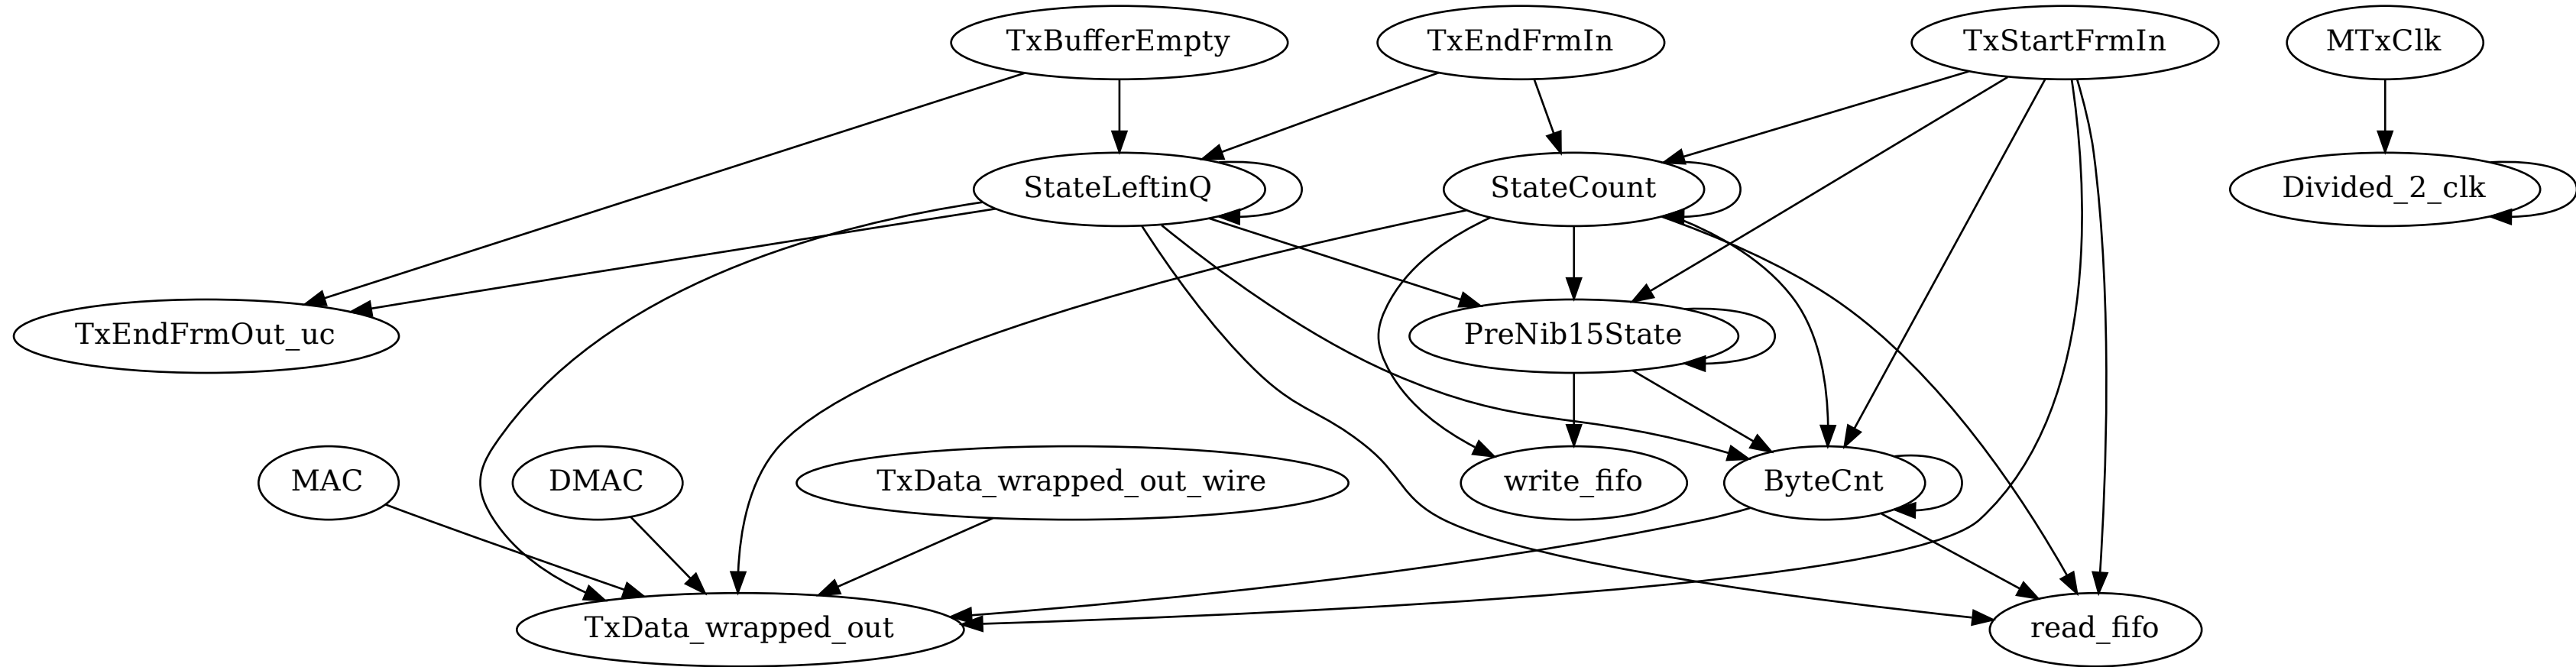 TxBufferEmpty
TxEndFrmIn
TxStartFrmIn
MTxClk
StateLeftinQ
StateCount
Divided_2_clk
TxEndFrmOut_uc
PreNib15State
MAC
DMAC
TxData_wrapped_out_wire
write_fifo
ByteCnt
TxData_wrapped_out
read_fifo